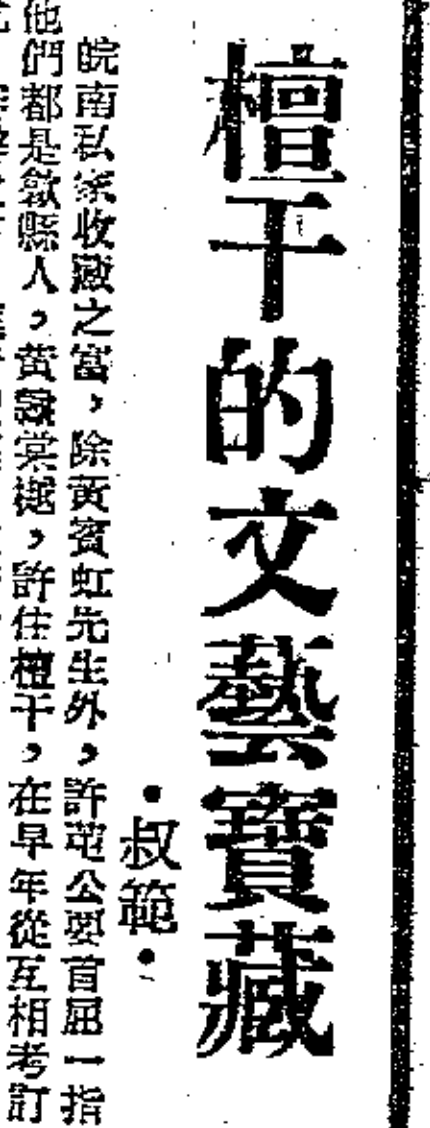 檀干的文藝寶藏
·叔範·
皖南私家收藏之富，除黃賓虹先生外，許公要首屈一指
他們都是歙縣人，黃棠樾，許住檀干，在早年從互相考訂